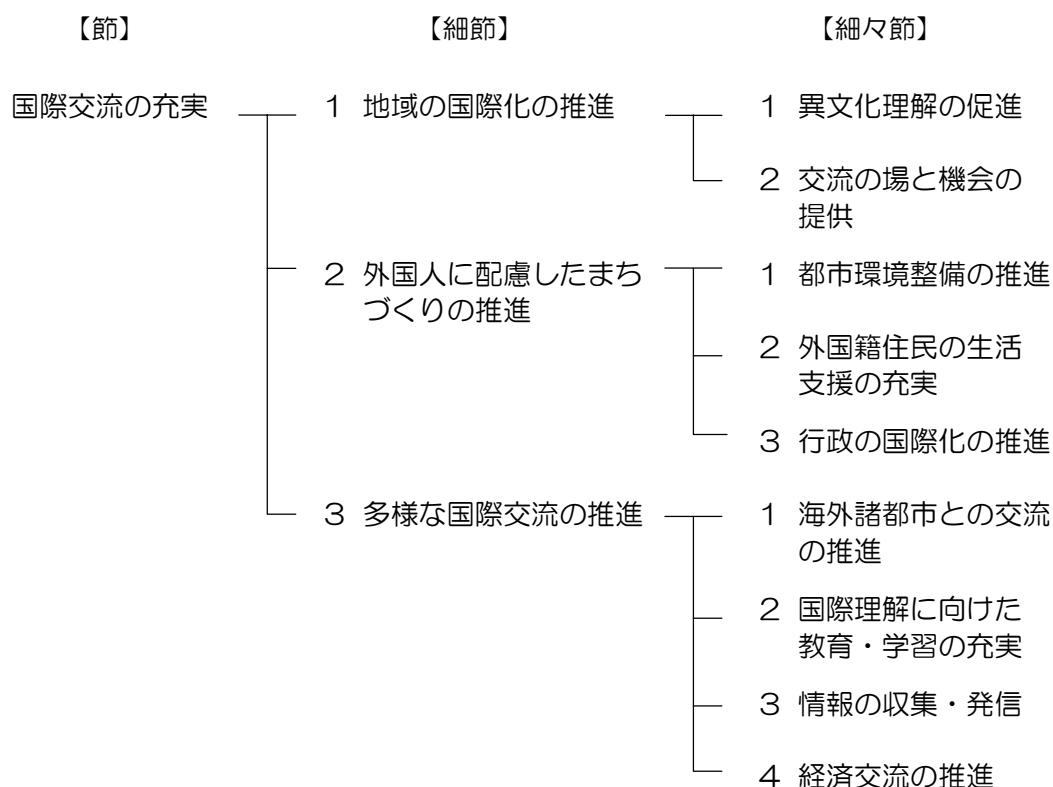 【節】 【細節】 【細々節】
国際交流の充実 1 地域の国際化の推進 1 異文化理解の促進
2 交流の場と機会の
提供
2 外国人に配慮したまち
づくりの推進
1 都市環境整備の推進
2 外国籍住民の生活
支援の充実
3 行政の国際化の推進
3 多様な国際交流の推進 1 海外諸都市との交流
の推進
2 国際理解に向けた
教育・学習の充実
3 情報の収集・発信
4 経済交流の推進